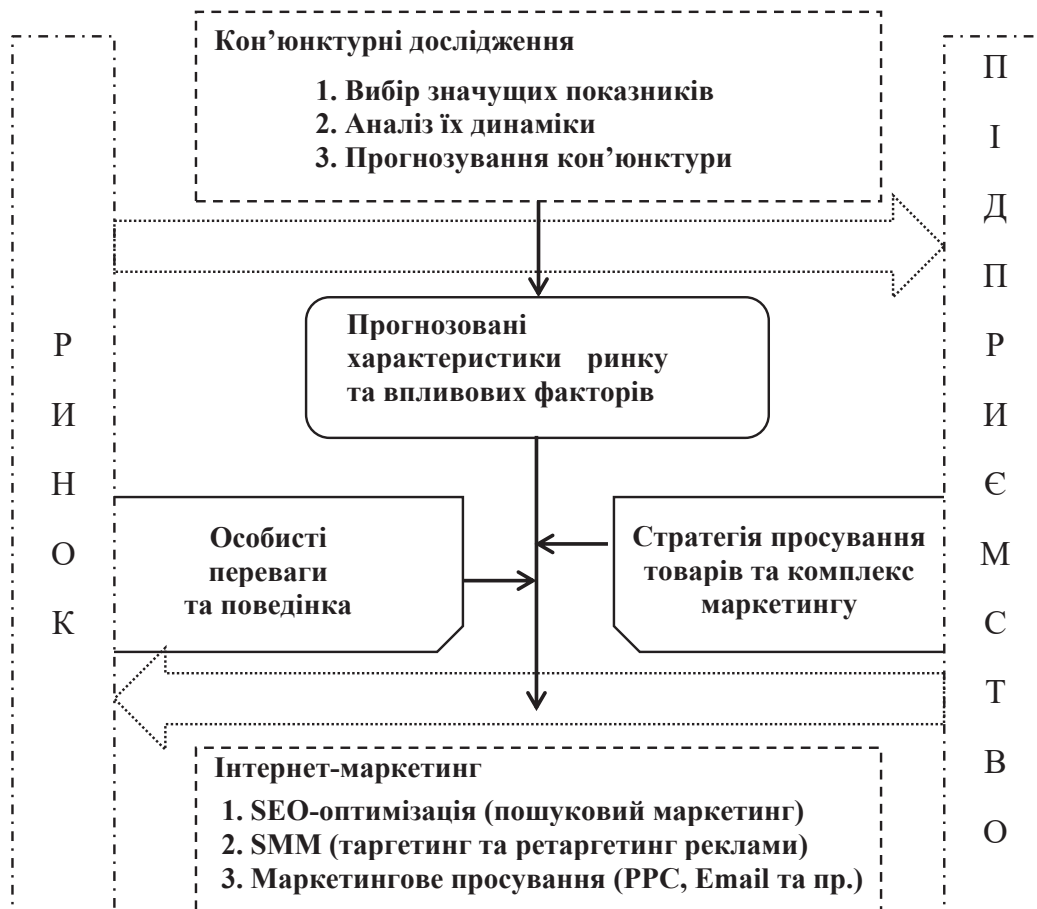 Кон’юнктурні дослідження
1. Вибір значущих показників
2. Аналіз їх динаміки
3. Прогнозування кон’юнктури
РИНОК
ПІДПРИЄМСТВО
Прогнозовані
характеристики ринку
та впливових факторів
Особисті
переваги
та поведінка
Стратегія просування
товарів та комплекс
маркетингу
Інтернет-маркетинг
1. SEO-оптимізація (пошуковий маркетинг)
2. SMM (таргетинг та ретаргетинг реклами)
3. Маркетингове просування (PPC, Email та пр.)